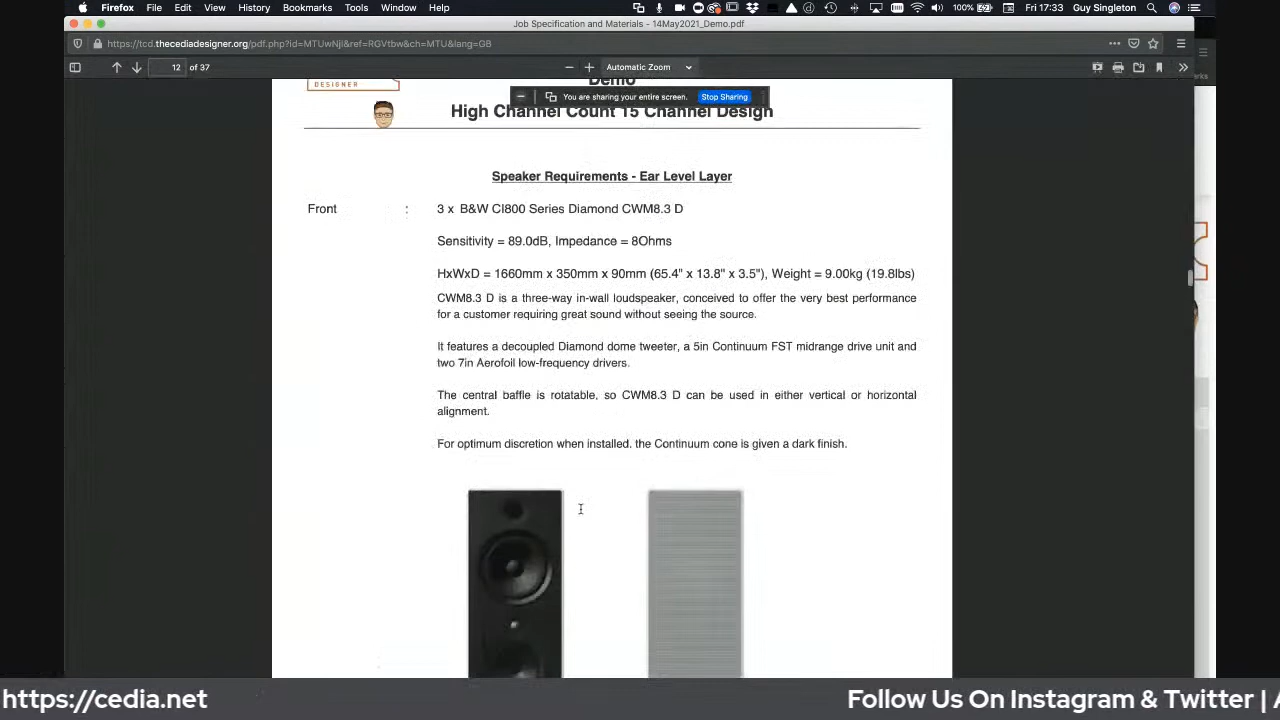 Firefox File Edit View History Bookmarks Tools Window Help 100% Fri 17:33 Guy Singleton
Job Specification and Materials - 14May2021_Demo.pdf
https://tcd.thecediadesigner.org/pdf.php?id=MTUwNjI&ref=RGVtbw&ch=MTU&lang=GB
12 of 37 Automatic Zoom
DESIGNER
Demo
You are sharing your entire screen. Stop Sharing
High Channel Count 15 Channel Design
Speaker Requirements - Ear Level Layer
Front : 3 x B&W CI800 Series Diamond CWM8.3 D
Sensitivity = 89.0dB, Impedance = 8Ohms
HxWxD = 1660mm x 350mm x 90mm (65.4" x 13.8" x 3.5"), Weight = 9.00kg (19.8lbs)
CWM8.3 D is a three-way in-wall loudspeaker, conceived to offer the very best performance
for a customer requiring great sound without seeing the source.
It features a decoupled Diamond dome tweeter, a 5in Continuum FST midrange drive unit and
two 7in Aerofoil low-frequency drivers.
The central baffle is rotatable, so CWM8.3 D can be used in either vertical or horizontal
alignment.
For optimum discretion when installed. the Continuum cone is given a dark finish.
https://cedia.net
Follow Us On Instagram & Twitter |